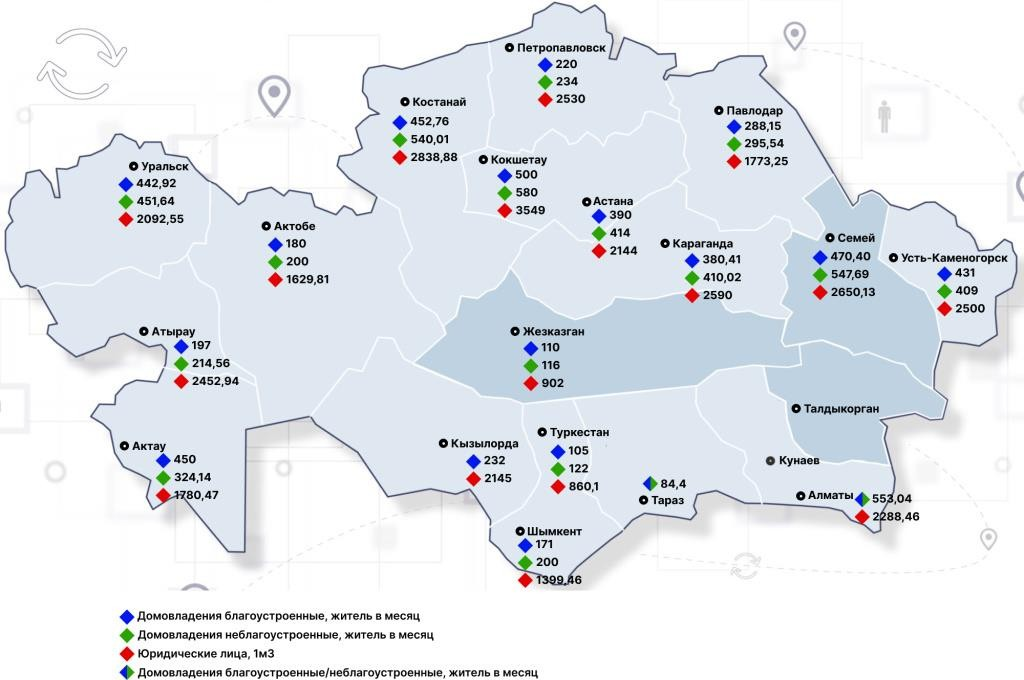 Петропавловск
220
234
2530
Костанай
452,76
540,01
2838,88
Павлодар
288,15
295,54
1773,25
Кокшетау
500
580
3549
Уральск
442,92
451,64
2092,55
Астана
390
414
2144
Актобе
180
200
1629,81
Караганда
380,41
410,02
2590
Семей
470,40
547,69
2650,13
Усть-Каменогорск
431
409
2500
Атырау
197
214,56
2452,94
Жезказган
110
116
902
Талдыкорган
Актау
450
324,14
1780,47
Кызылорда
232
2145
Туркестан
105
122
860,1
Кунаев
84,4
Тараз
Алматы 553,04
2288,46
Шымкент
171
200
1399,46
Домовладения благоустроенные, житель в месяц
Домовладения неблагоустроенные, житель в месяц
Юридические лица, 1м3
Домовладения благоустроенные/неблагоустроенные, житель в месяц